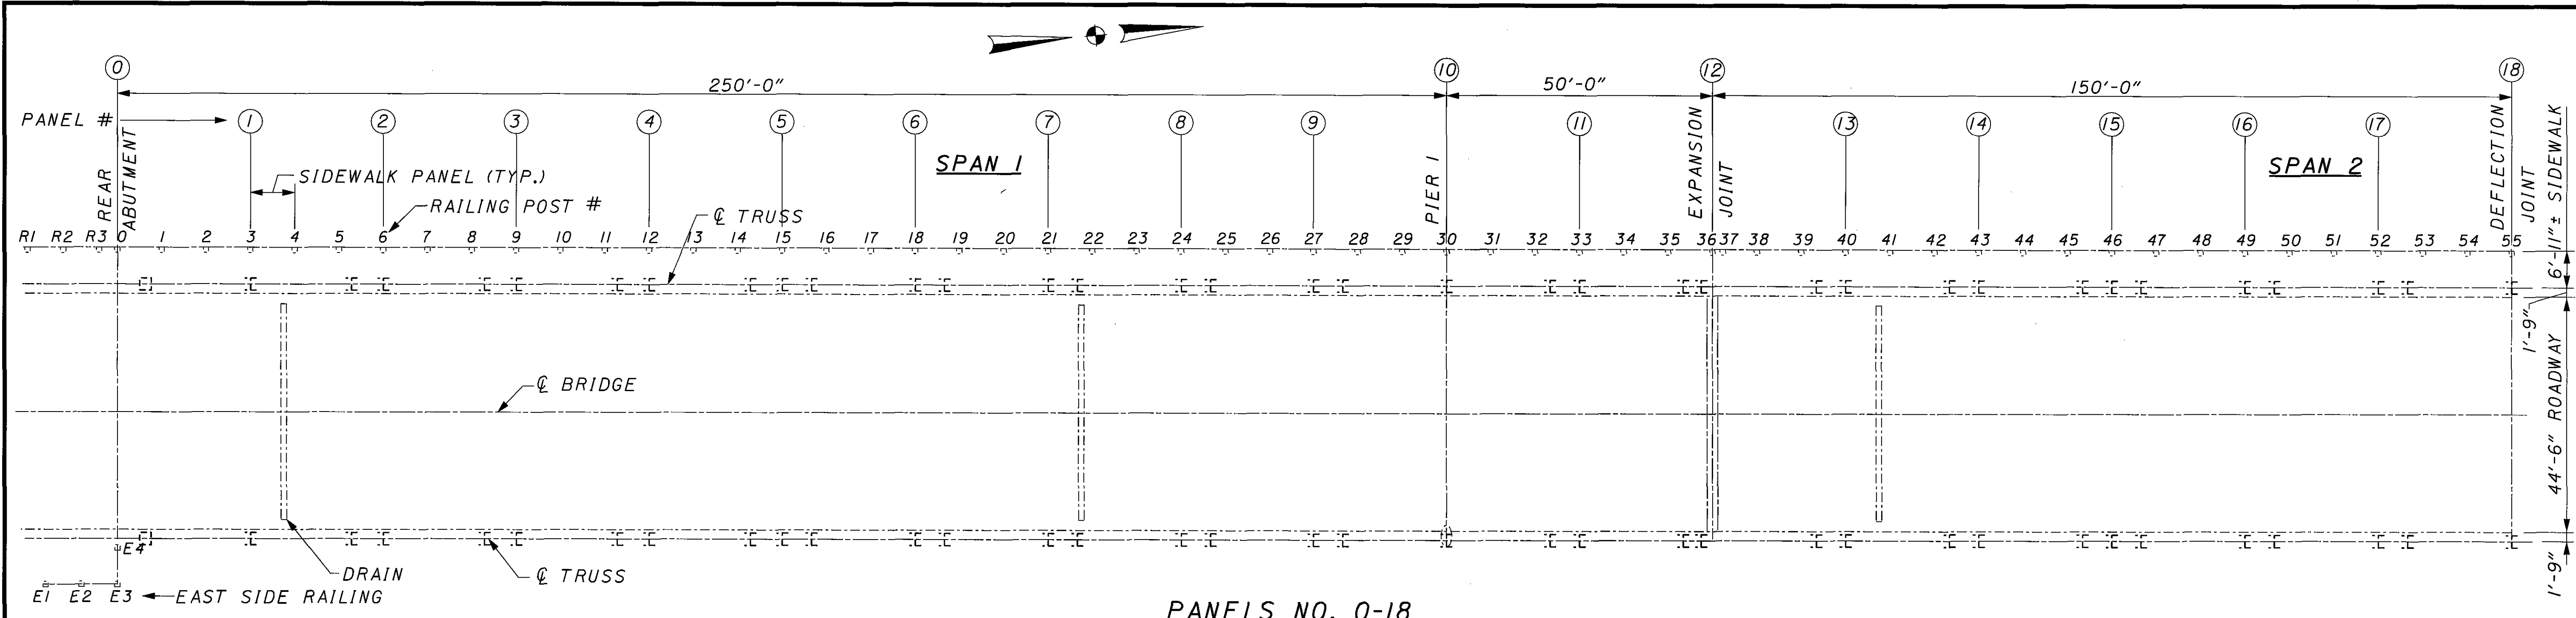 0 10 12 18
250'-0" 50'-0" 150'-0"
PANEL # 1 2 3 4 5 6 7 8 9 11 13 14 15 16 17
REAR ABUTMENT
SIDEWALK PANEL (TYP.)
RAILING POST #
℄ TRUSS
SPAN 1
PIER 1
EXPANSION JOINT
SPAN 2
DEFLECTION JOINT
R1 R2 R3 0 1 2 3 4 5 6 7 8 9 10 11 12 13 14 15 16 17 18 19 20 21 22 23 24 25 26 27 28 29 30 31 32 33 34 35 36 37 38 39 40 41 42 43 44 45 46 47 48 49 50 51 52 53 54 55
6'-11"± SIDEWALK
1'-9"
44'-6" ROADWAY
1'-9"
℄ BRIDGE
E4
DRAIN
℄ TRUSS
E1 E2 E3 EAST SIDE RAILING
PANELS NO. 0-18